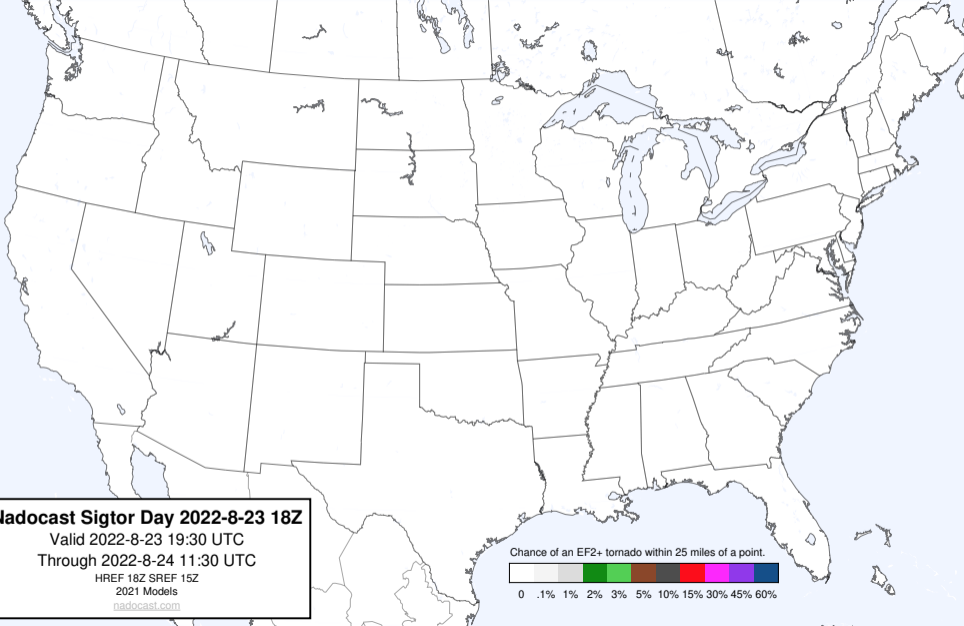 Nadocast Sigtor Day 2022-8-23 18Z
Valid 2022-8-23 19:30 UTC
Through 2022-8-24 11:30 UTC
HREF 18Z SREF 15Z
2021 Models
nadocast.com
Chance of an EF2+ tornado within 25 miles of a point.
0 .1% 1% 2% 3% 5% 10% 15% 30% 45% 60%